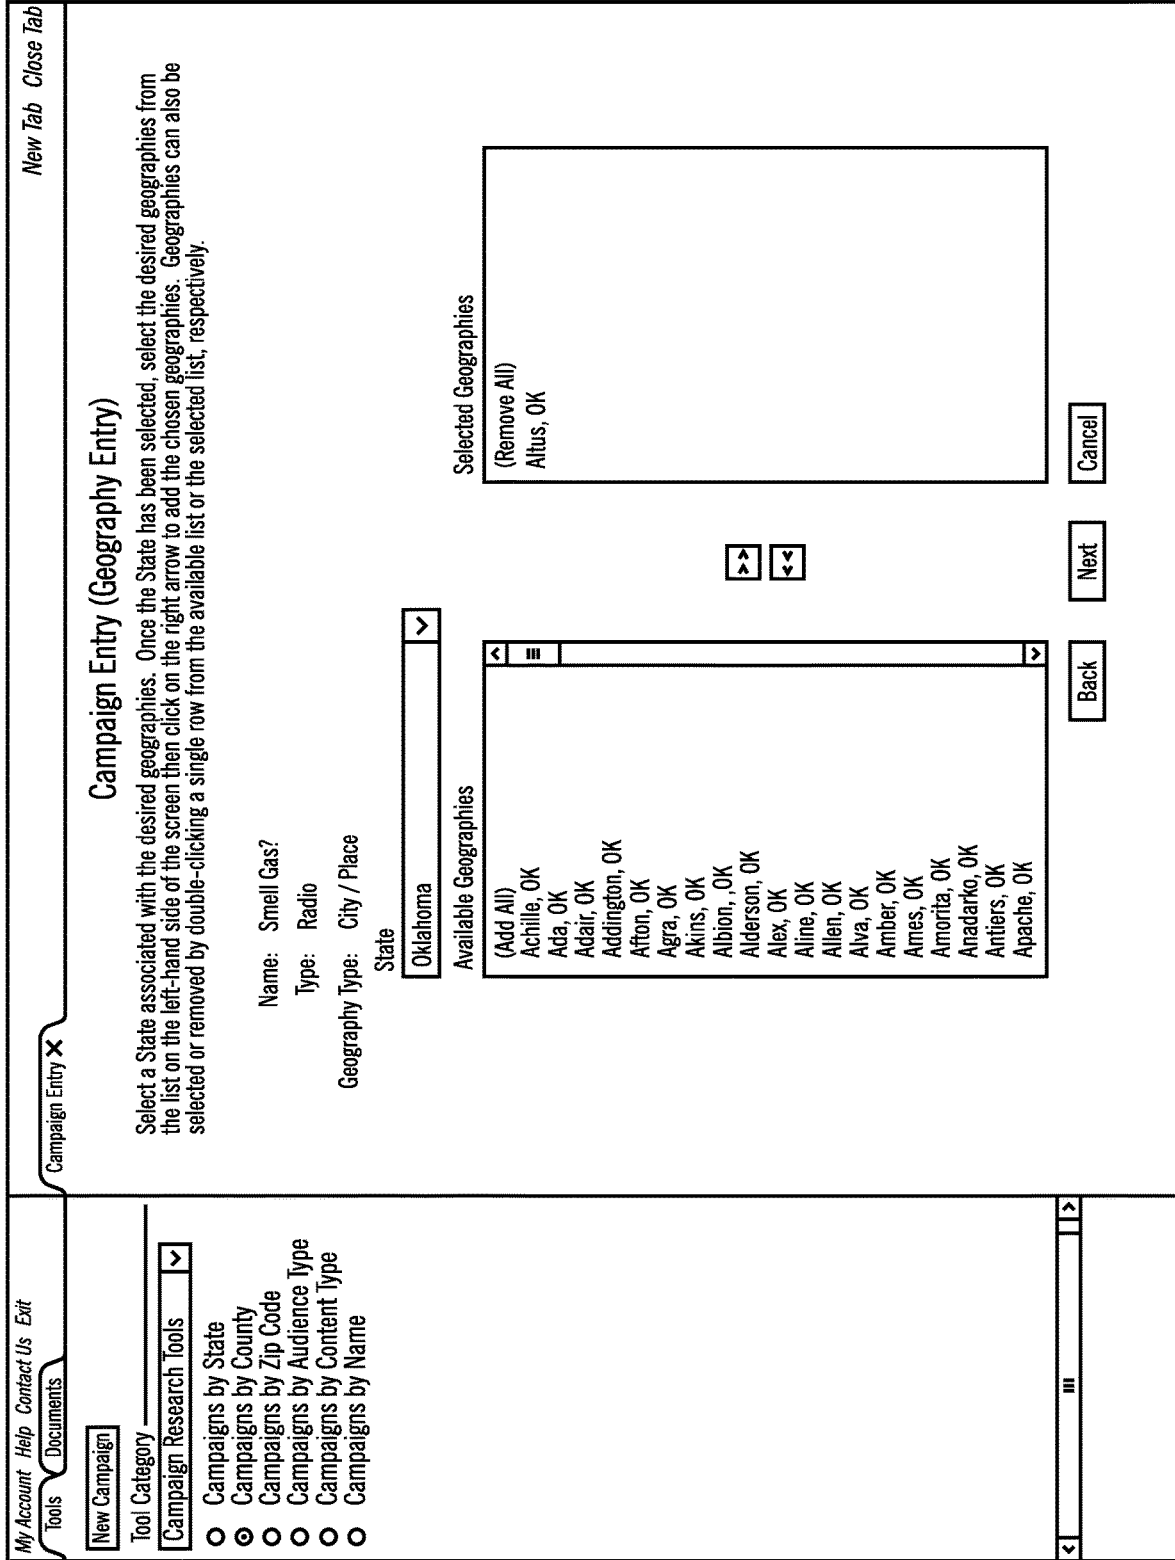 My Account Help Contact Us Exit
New Tab Close Tab
Tools Documents
Campaign Entry X
New Campaign
Tool Category
Campaign Research Tools
Campaigns by State
Campaigns by County
Campaigns by Zip Code
Campaigns by Audience Type
Campaigns by Content Type
Campaigns by Name
Campaign Entry (Geography Entry)
Select a State associated with the desired geographies. Once the State has been selected, select the desired geographies from
the list on the left-hand side of the screen then click on the right arrow to add the chosen geographies. Geographies can also be
selected or removed by double-clicking a single row from the available list or the selected list, respectively.
Name: Smell Gas?
Type: Radio
Geography Type: City / Place
State
Oklahoma
Available Geographies
(Add All)
Achille, OK
Ada, OK
Adair, OK
Addington, OK
Afton, OK
Agra, OK
Akins, OK
Albion, ,OK
Alderson, OK
Alex, OK
Aline, OK
Allen, OK
Alva, OK
Amber, OK
Ames, OK
Amorita, OK
Anadarko, OK
Antiers, OK
Apache, OK
>>
<<
Selected Geographies
(Remove All)
Altus, OK
Back
Next
Cancel